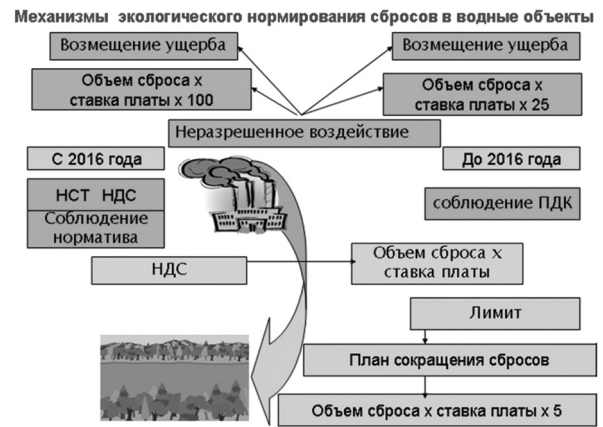 Механизмы экологического нормирования сбросов в водные объекты
Возмещение ущерба
Возмещение ущерба
Объем сброса х
ставка платы х 100
Объем сброса х
ставка платы х 25
Неразрешенное воздействие
С 2016 года
До 2016 года
НСТ НДС
Соблюдение
норматива
соблюдение ПДК
НДС
Объем сброса х
ставка платы
Лимит
План сокращения сбросов
Объем сброса х ставка платы х 5